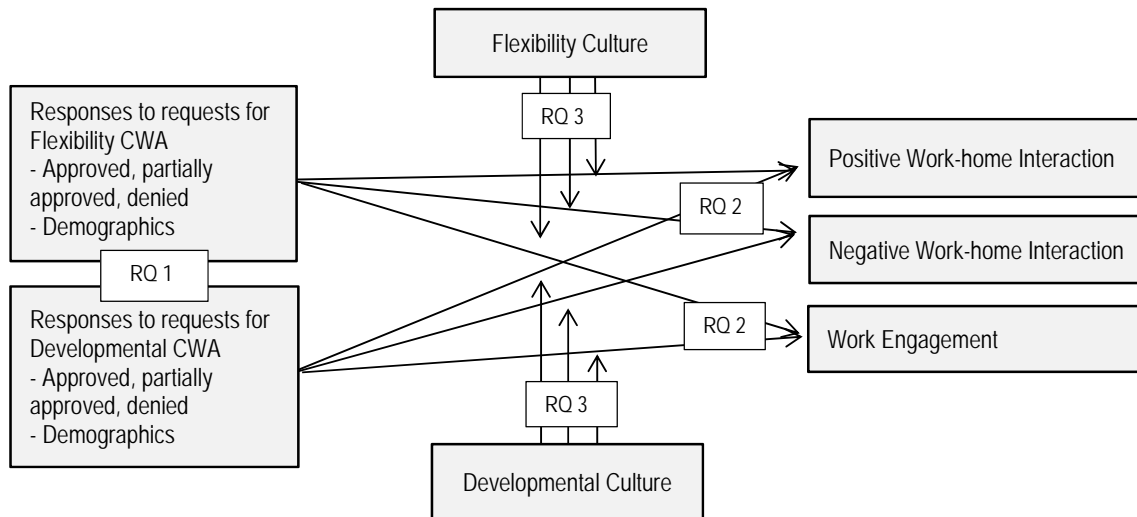 Flexibility Culture
RQ 3
Responses to requests for
Flexibility CWA
- Approved, partially
approved, denied
- Demographics
Positive Work-home Interaction
RQ 2
Negative Work-home Interaction
RQ 1
Responses to requests for
Developmental CWA
- Approved, partially
approved, denied
- Demographics
RQ 2
Work Engagement
RQ 3
Developmental Culture